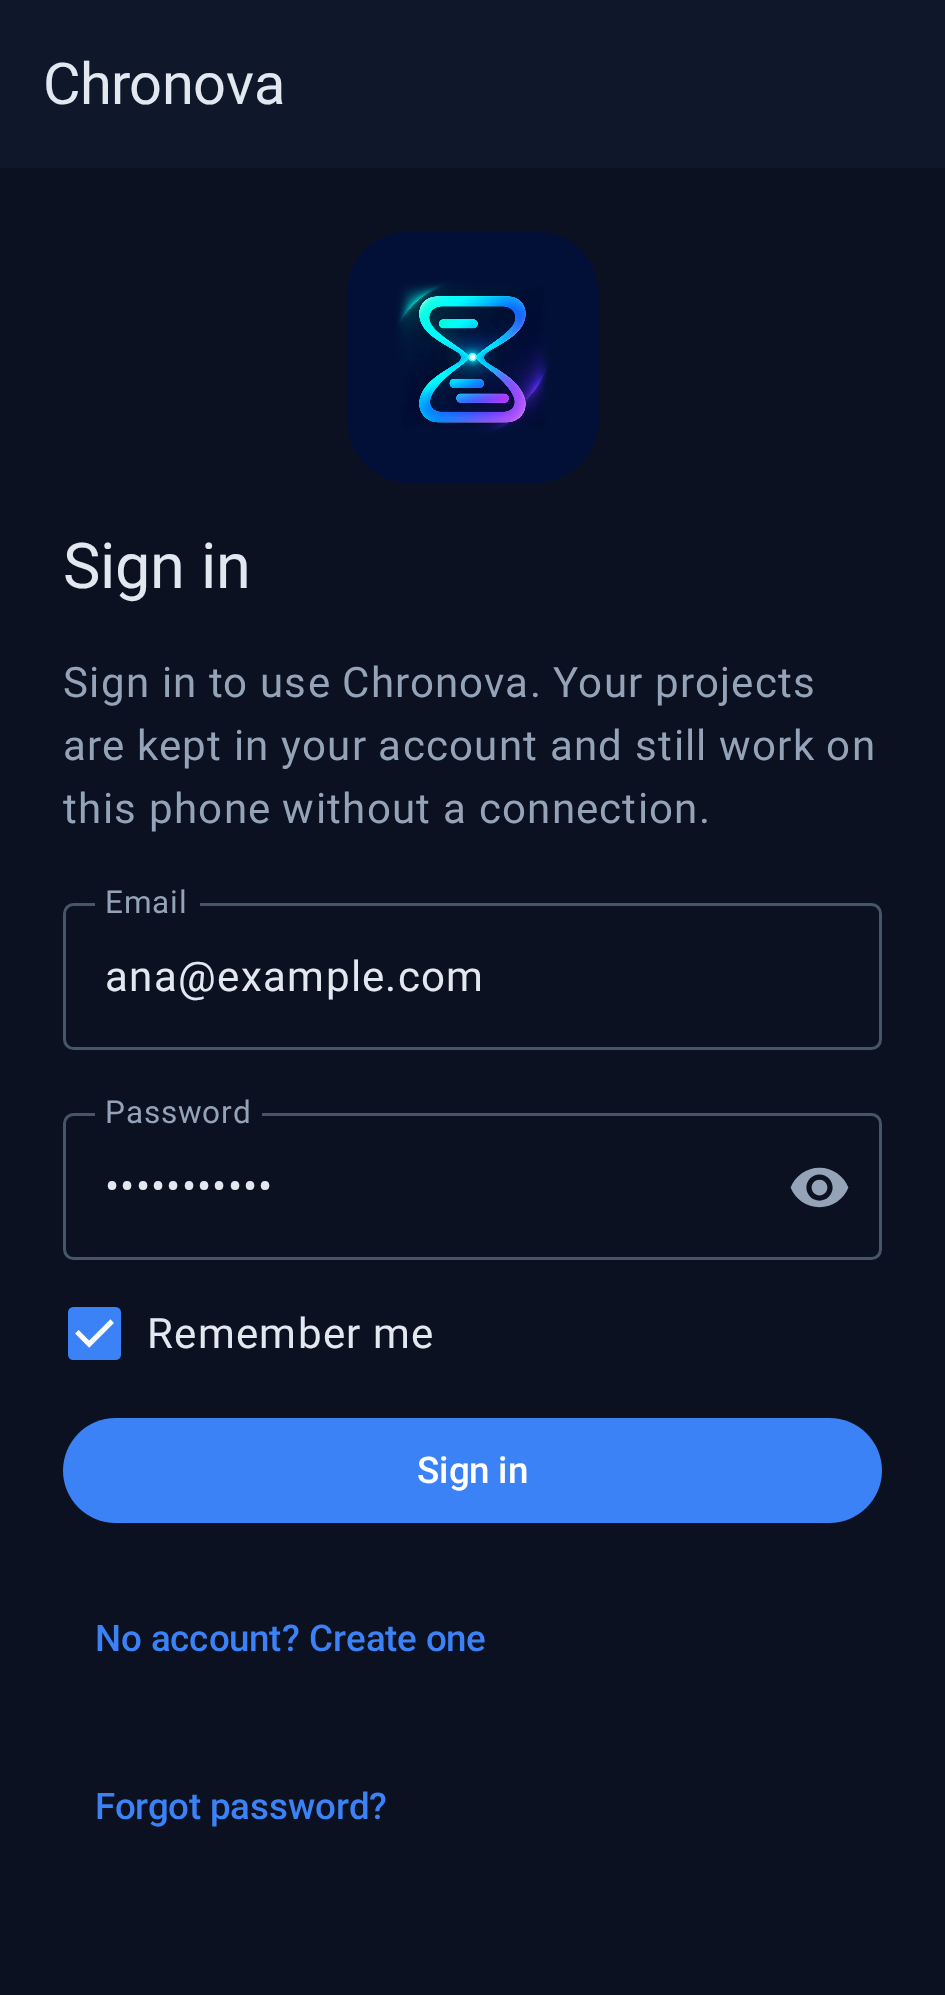 Chronova
Sign in
Sign in to use Chronova. Your projects
are kept in your account and still work on
this phone without a connection.
Email
ana@example.com
Password
•••••••••••
Remember me
Sign in
No account? Create one
Forgot password?